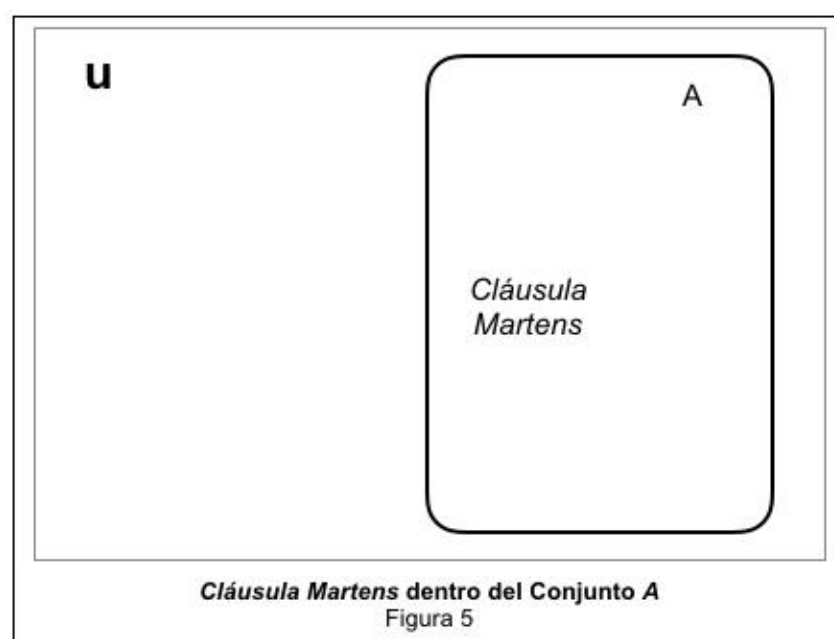 u
A
Cláusula
Martens
Cláusula Martens dentro del Conjunto A
Figura 5